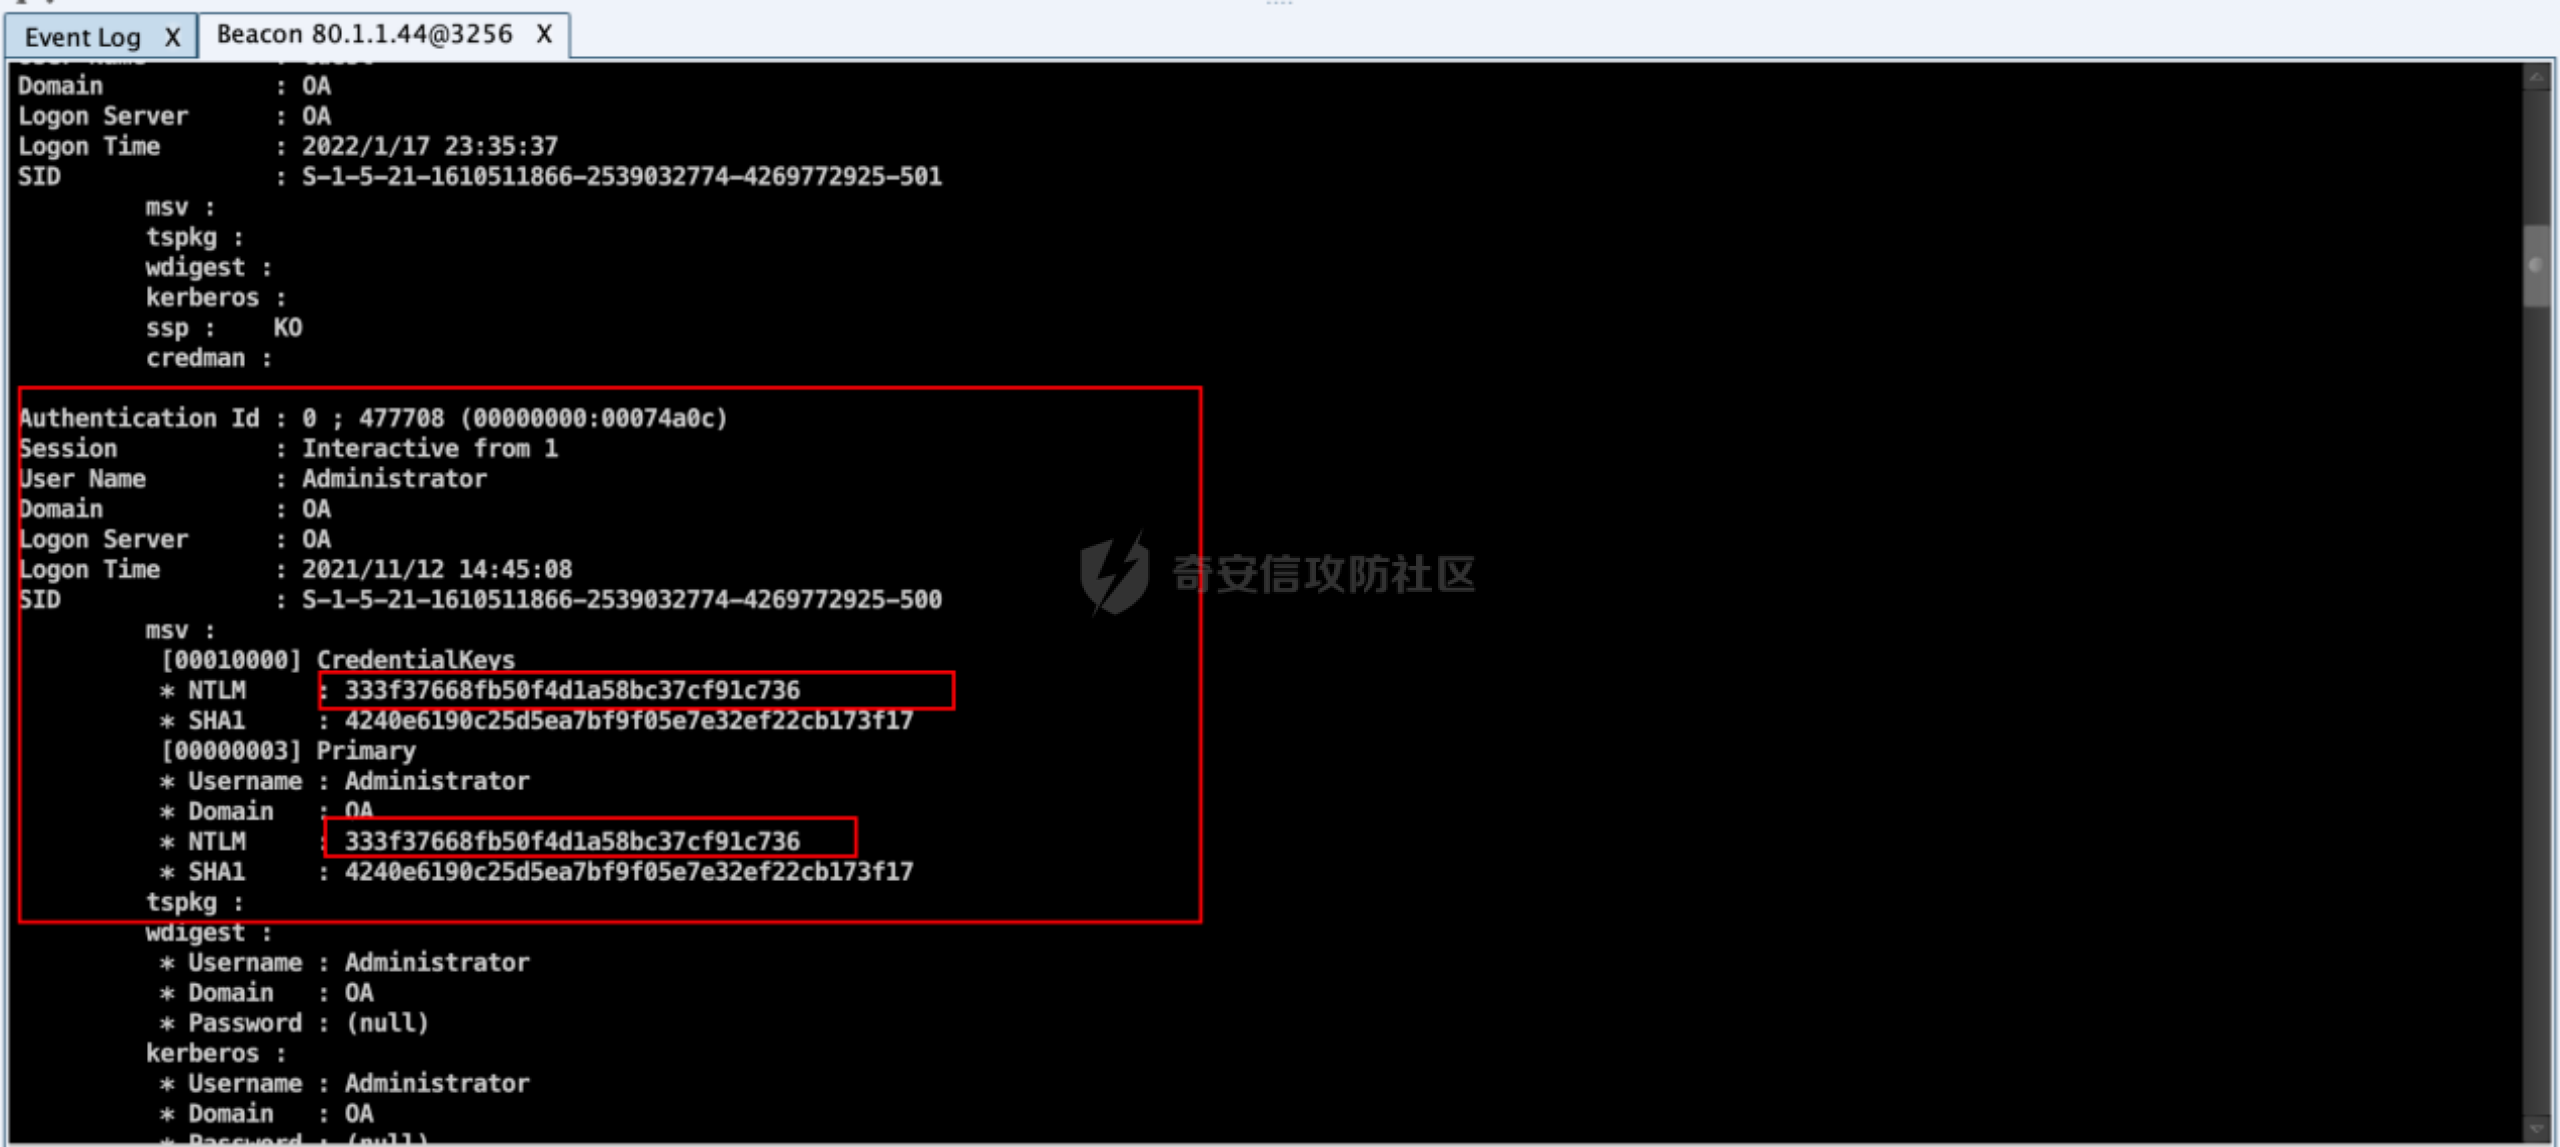 Event Log X Beacon 80.1.1.44@3256 X
Domain : OA
Logon Server : OA
Logon Time : 2022/1/17 23:35:37
SID : S-1-5-21-1610511866-2539032774-4269772925-501
msv :
tspkg :
wdigest :
kerberos :
ssp : KO
credman :
Authentication Id : 0 ; 477708 (00000000:00074a0c)
Session : Interactive from 1
User Name : Administrator
Domain : OA
Logon Server : OA
Logon Time : 2021/11/12 14:45:08
SID : S-1-5-21-1610511866-2539032774-4269772925-500
msv :
[00010000] CredentialKeys
* NTLM : 333f37668fb50f4d1a58bc37cf91c736
* SHA1 : 4240e6190c25d5ea7bf9f05e7e32ef22cb173f17
[00000003] Primary
* Username : Administrator
* Domain : OA
* NTLM : 333f37668fb50f4d1a58bc37cf91c736
* SHA1 : 4240e6190c25d5ea7bf9f05e7e32ef22cb173f17
tspkg :
wdigest :
* Username : Administrator
* Domain : OA
* Password : (null)
kerberos :
* Username : Administrator
* Domain : OA
* Password : (null)
奇安信攻防社区